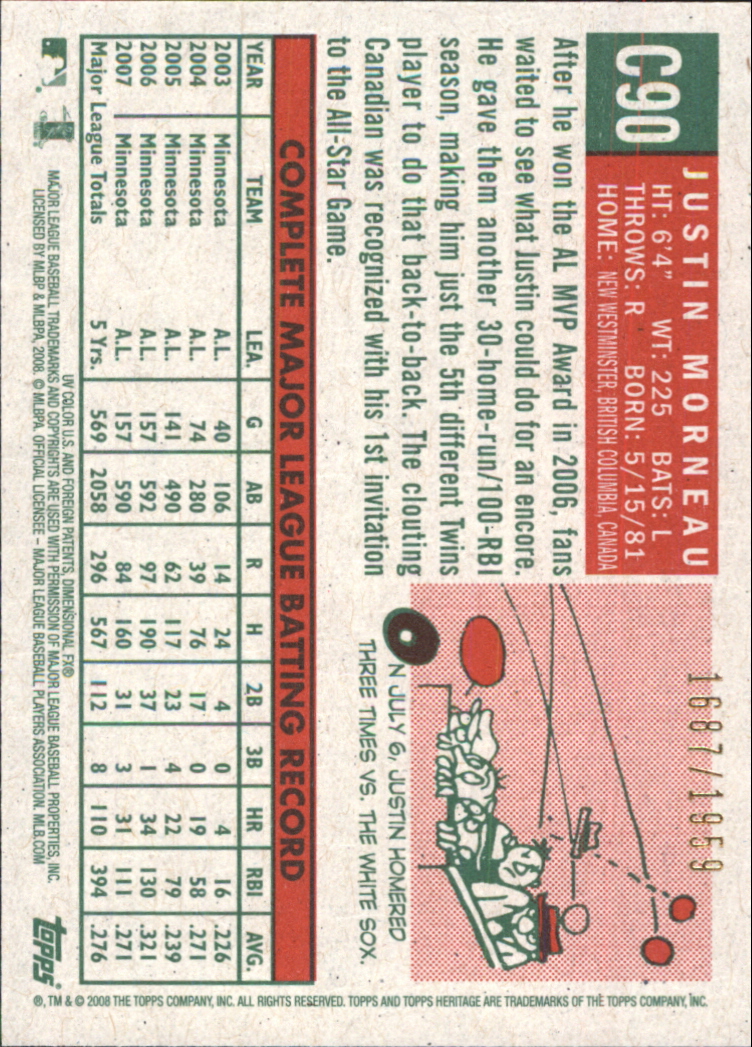 C90
JUSTIN MORNEAU
HT: 6'4" WT: 225 BATS: L
THROWS: R BORN: 5/15/81
HOME: NEW WESTMINSTER, BRITISH COLUMBIA, CANADA
1687/1959
After he won the AL MVP Award in 2006, fans
waited to see what Justin could do for an encore.
He gave them another 30-home-run/100-RBI
season, making him just the 5th different Twins
player to do that back-to-back. The clouting
Canadian was recognized with his 1st invitation
to the All-Star Game.
ON JULY 6, JUSTIN HOMERED
THREE TIMES VS. THE WHITE SOX.
COMPLETE MAJOR LEAGUE BATTING RECORD
YEAR TEAM LEA. G AB R H 2B 3B HR RBI AVG.
2003 Minnesota A.L. 40 106 14 24 4 0 4 16 .226
2004 Minnesota A.L. 74 280 39 76 17 0 19 58 .271
2005 Minnesota A.L. 141 490 62 117 23 4 22 79 .239
2006 Minnesota A.L. 157 592 97 190 37 1 34 130 .321
2007 Minnesota A.L. 157 590 84 160 31 3 31 111 .271
Major League Totals 5 Yrs. 569 2058 296 567 112 8 110 394 .276
UV COLOR U.S. AND FOREIGN PATENTS, DIMENSIONAL FX®
MAJOR LEAGUE BASEBALL TRADEMARKS AND COPYRIGHTS ARE USED WITH PERMISSION OF MAJOR LEAGUE BASEBALL PROPERTIES, INC.
LICENSED BY MLBP & MLBPA, 2008. © MLBPA. OFFICIAL LICENSEE – MAJOR LEAGUE BASEBALL PLAYERS ASSOCIATION. MLB.COM
topps
®, TM & © 2008 THE TOPPS COMPANY, INC. ALL RIGHTS RESERVED. TOPPS AND TOPPS HERITAGE ARE TRADEMARKS OF THE TOPPS COMPANY, INC.